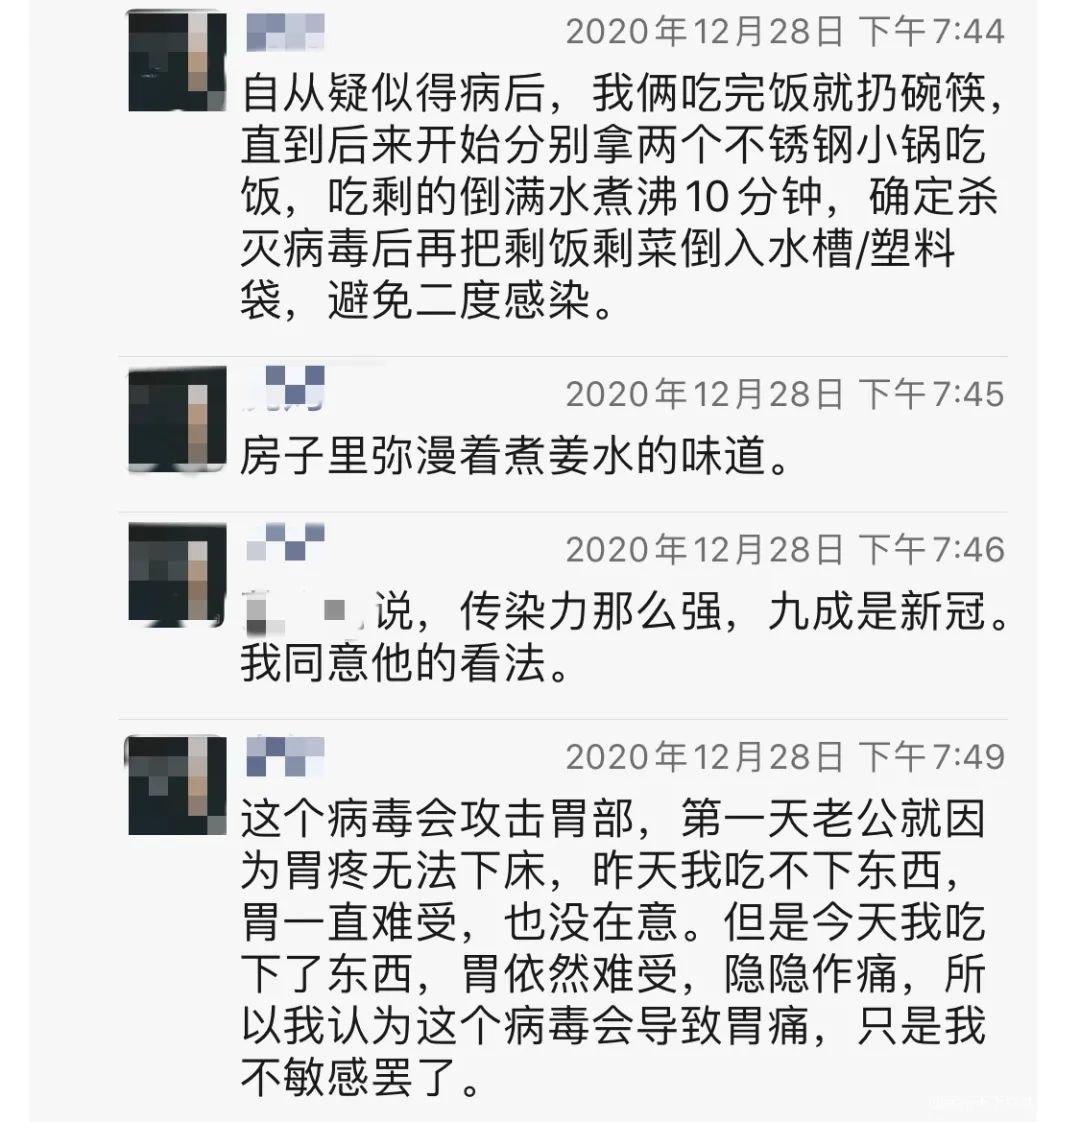 2020年12月28日 下午7:44
自从疑似得病后，我俩吃完饭就扔碗筷，
直到后来开始分别拿两个不锈钢小锅吃
饭，吃剩的倒满水煮沸10分钟，确定杀
灭病毒后再把剩饭剩菜倒入水槽/塑料
袋，避免二度感染。
2020年12月28日 下午7:45
房子里弥漫着煮姜水的味道。
2020年12月28日 下午7:46
说，传染力那么强，九成是新冠。
我同意他的看法。
2020年12月28日 下午7:49
这个病毒会攻击胃部，第一天老公就因
为胃疼无法下床，昨天我吃不下东西，
胃一直难受，也没在意。但是今天我吃
下了东西，胃依然难受，隐隐作痛，所
以我认为这个病毒会导致胃痛，只是我
不敏感罢了。